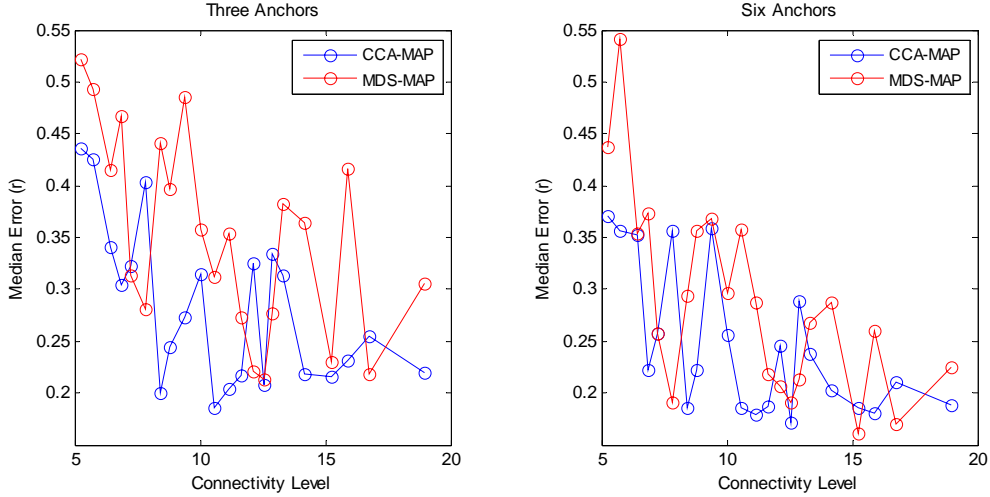 Three Anchors
0.55
0.5
0.45
0.4
0.35
0.3
0.25
0.2
Median Error (r)
5
10
15
20
Connectivity Level
CCA-MAP
MDS-MAP
Six Anchors
0.55
0.5
0.45
0.4
0.35
0.3
0.25
0.2
Median Error (r)
5
10
15
20
Connectivity Level
CCA-MAP
MDS-MAP